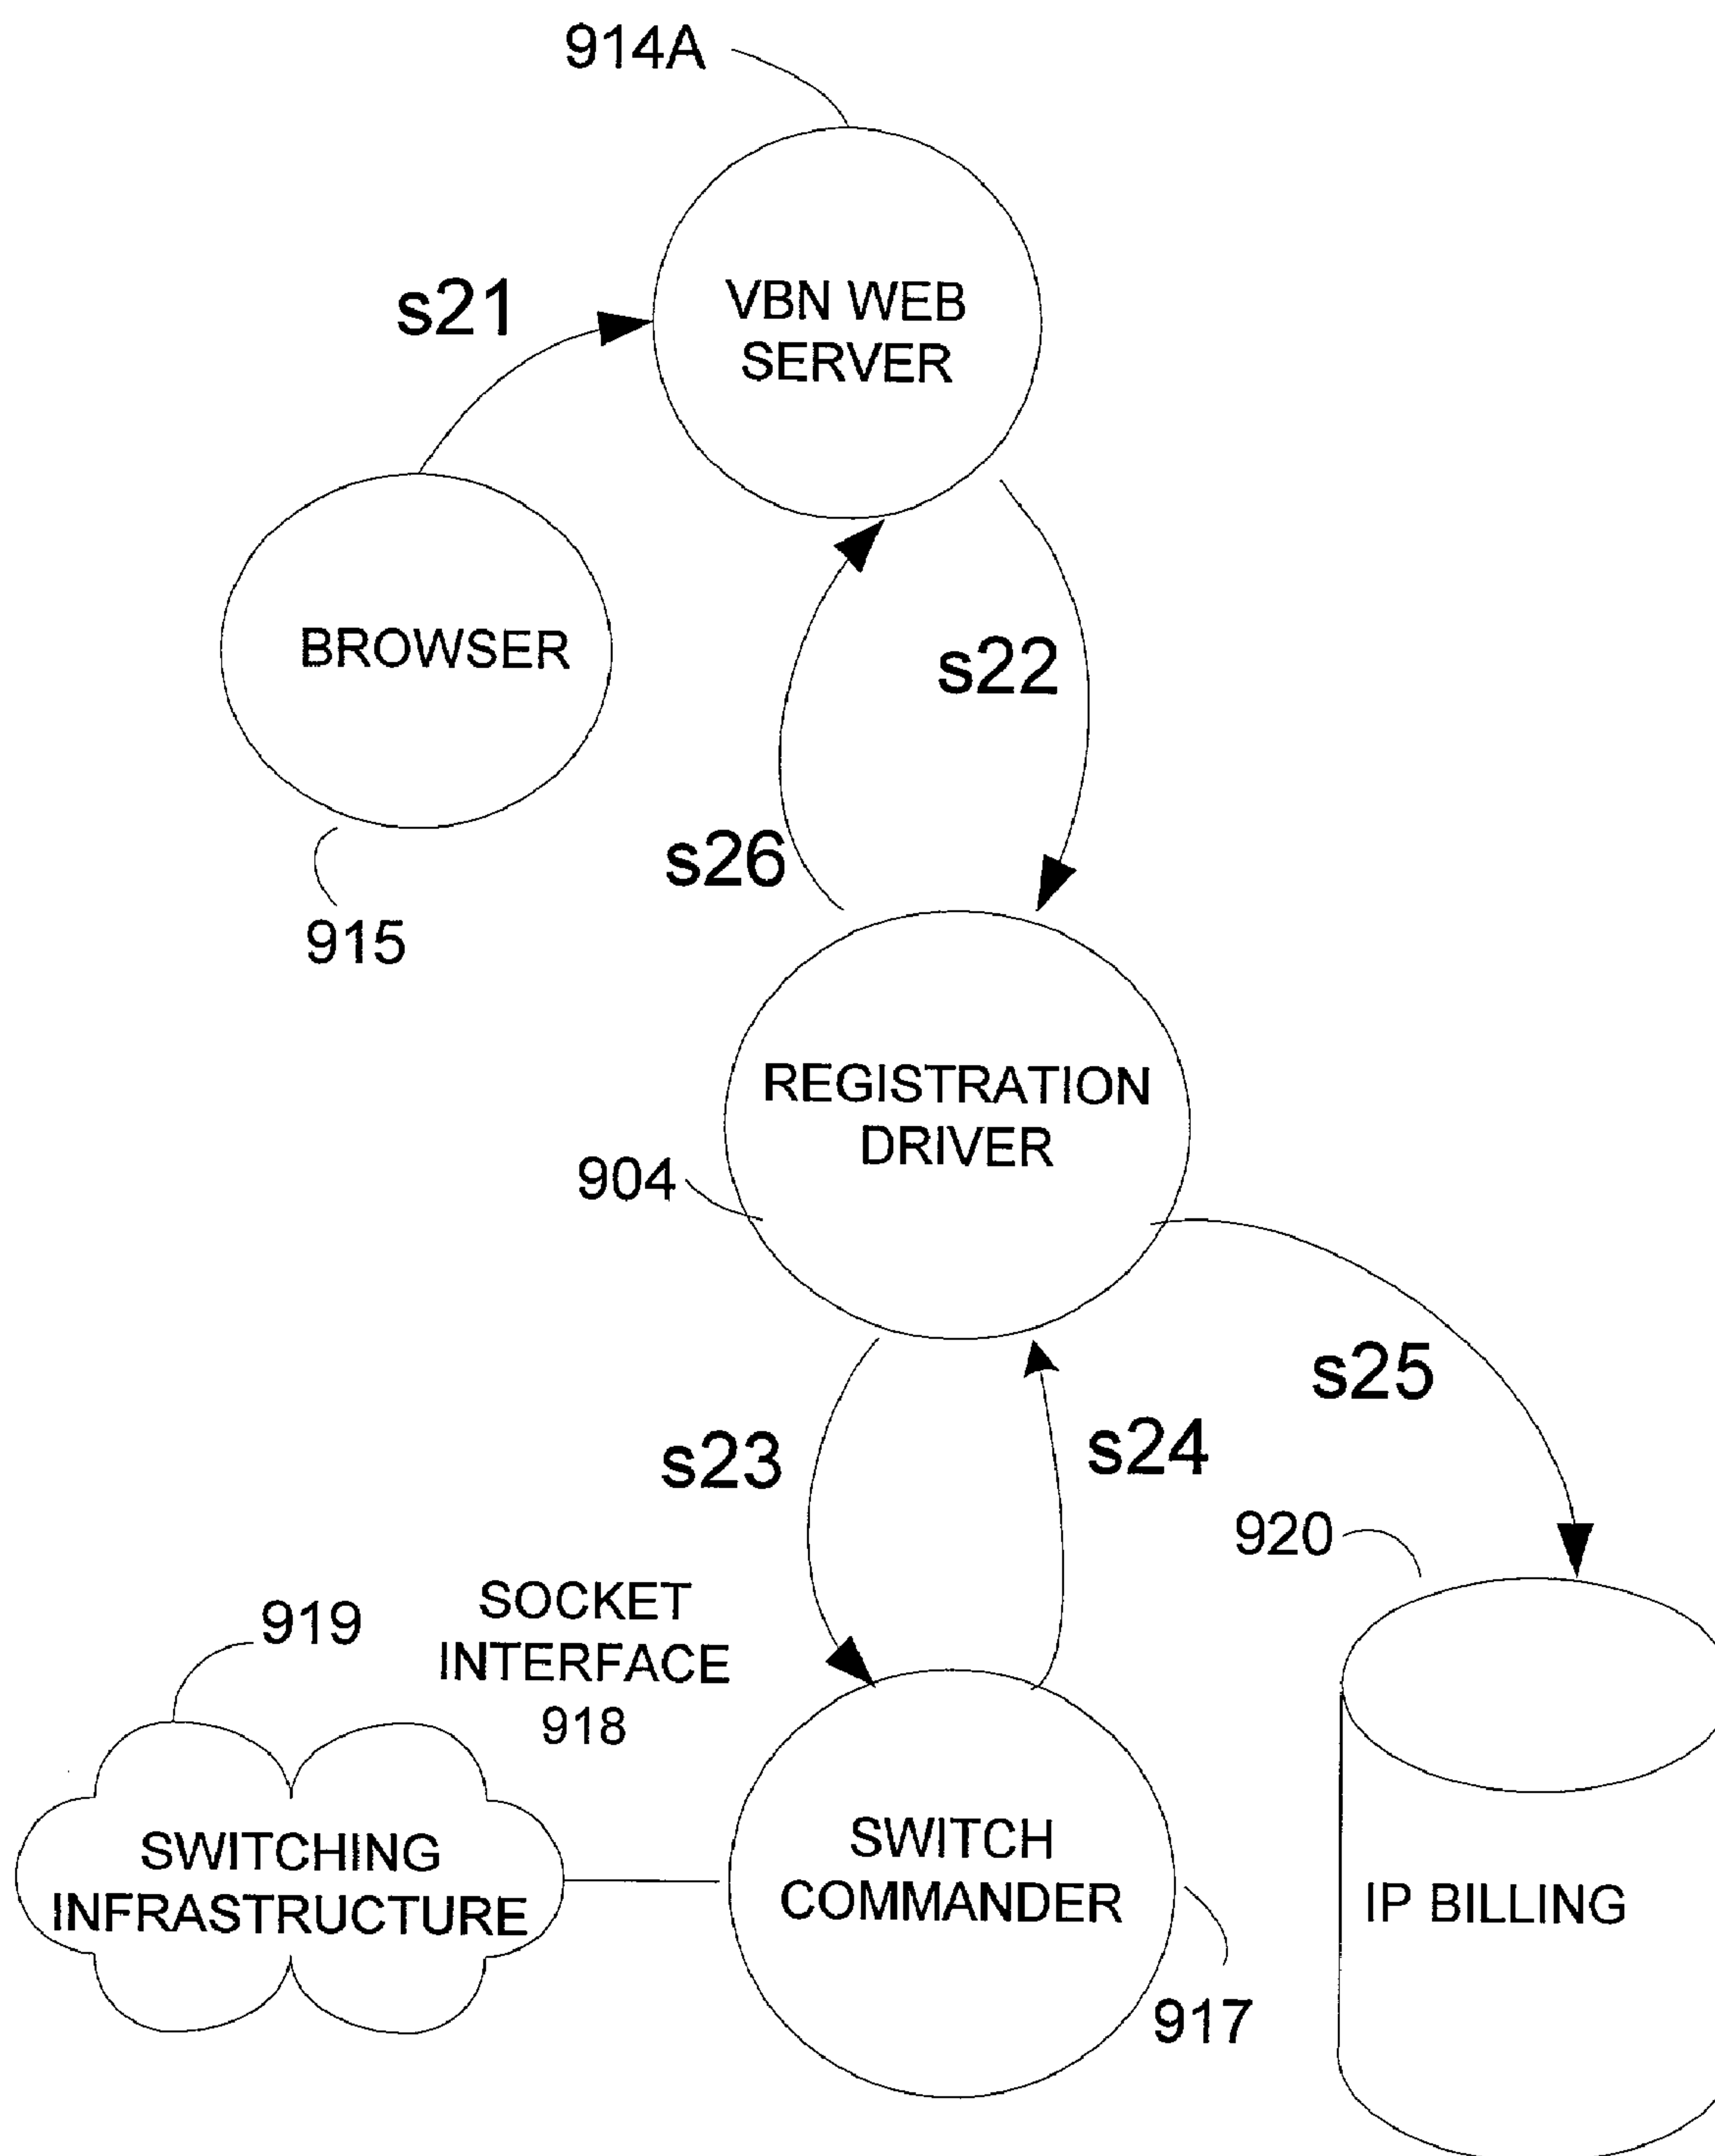 914A
VBN WEB
SERVER
s21
BROWSER
s22
s26
915
REGISTRATION
DRIVER
904
s25
s23
s24
920
SOCKET
INTERFACE
918
919
SWITCHING
INFRASTRUCTURE
SWITCH
COMMANDER
IP BILLING
917